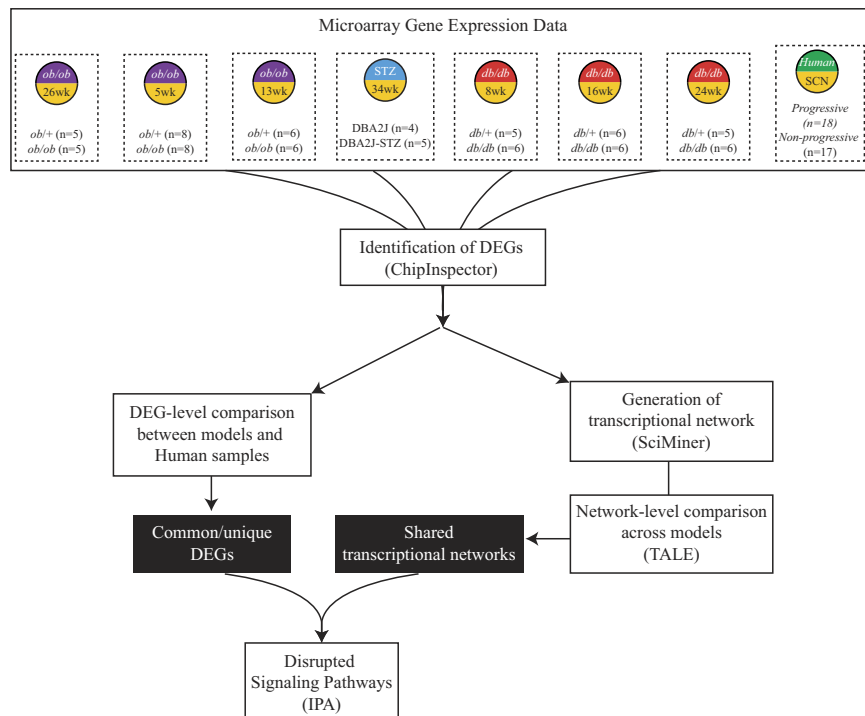 Microarray Gene Expression Data
ob/ob
26wk
ob/+ (n=5)
ob/ob (n=5)
ob/ob
5wk
ob/+ (n=8)
ob/ob (n=8)
ob/ob
13wk
ob/+ (n=6)
ob/ob (n=6)
STZ
34wk
DBA2J (n=4)
DBA2J-STZ (n=5)
db/db
8wk
db/+ (n=5)
db/db (n=6)
db/db
16wk
db/+ (n=6)
db/db (n=6)
db/db
24wk
db/+ (n=5)
db/db (n=6)
Human
SCN
Progressive
(n=18)
Non-progressive
(n=17)
Identification of DEGs
(ChipInspector)
DEG-level comparison
between models and
Human samples
Generation of
transcriptional network
(SciMiner)
Common/unique
DEGs
Shared
transcriptional networks
Network-level comparison
across models
(TALE)
Disrupted
Signaling Pathways
(IPA)